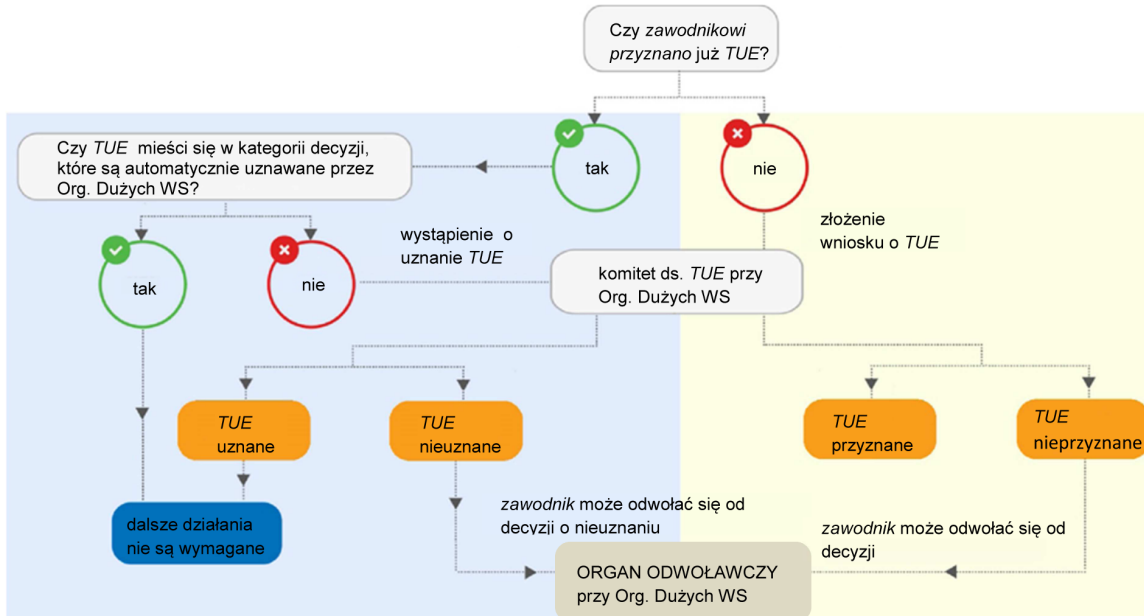 Czy zawodnikowi
przyznano już TUE?
Czy TUE mieści się w kategorii decyzji,
które są automatycznie uznawane przez
Org. Dużych WS?
tak
nie
tak
nie
wystąpienie o
uznanie TUE
złożenie
wniosku o TUE
komitet ds. TUE przy
Org. Dużych WS
TUE
uznane
TUE
nieuznane
TUE
przyznane
TUE
nieprzyznane
dalsze działania
nie są wymagane
zawodnik może odwołać się od
decyzji o nieuznaniu
zawodnik może odwołać się od
decyzji
ORGAN ODWOŁAWCZY
przy Org. Dużych WS